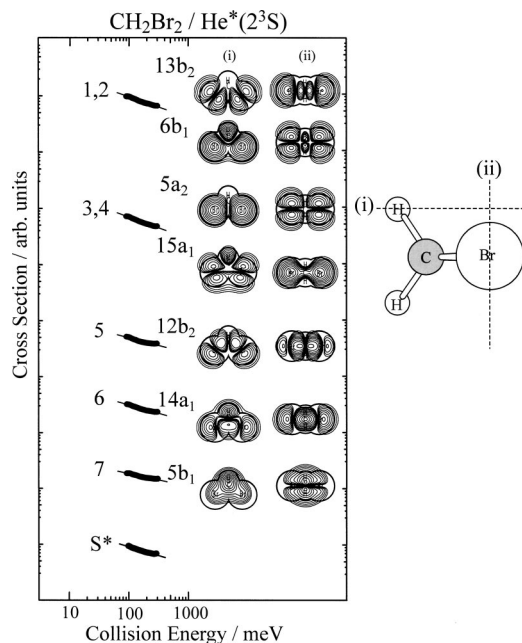 CH₂Br₂ / He*(2³S)
(i)
(ii)
13b₂
1,2
6b₁
5a₂
3,4
15a₁
12b₂
5
14a₁
6
5b₁
7
S*
Cross Section / arb. units
10
100
1000
Collision Energy / meV
(ii)
(i)
H
C
Br
H